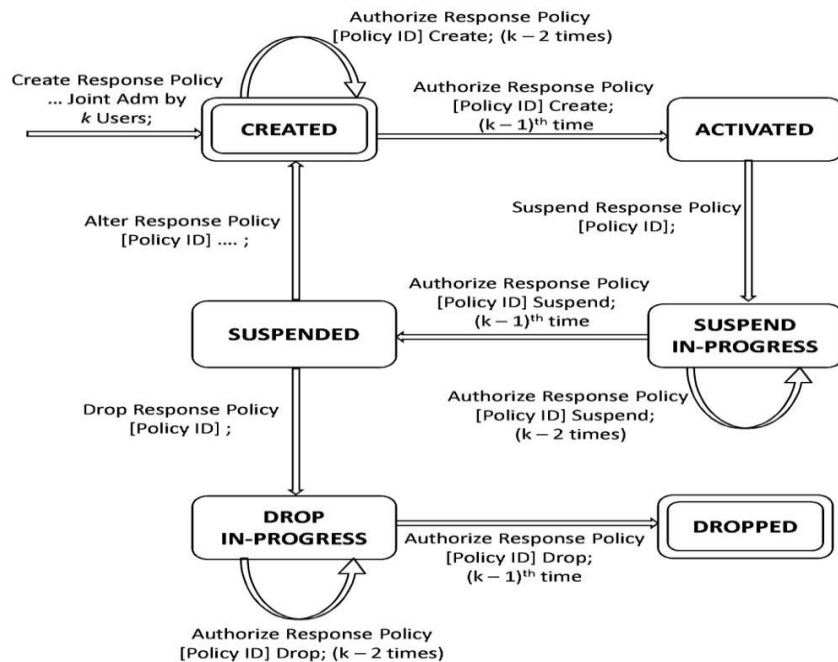 Authorize Response Policy
[Policy ID] Create; (k – 2 times)
Create Response Policy
... Joint Adm by
k Users;
Authorize Response Policy
[Policy ID] Create;
(k – 1)th time
CREATED
ACTIVATED
Alter Response Policy
[Policy ID] .... ;
Suspend Response Policy
[Policy ID];
Authorize Response Policy
[Policy ID] Suspend;
(k – 1)th time
SUSPENDED
SUSPEND
IN-PROGRESS
Drop Response Policy
[Policy ID] ;
Authorize Response Policy
[Policy ID] Suspend;
(k – 2 times)
DROP
IN-PROGRESS
DROPPED
Authorize Response Policy
[Policy ID] Drop;
(k – 1)th time
Authorize Response Policy
[Policy ID] Drop; (k – 2 times)